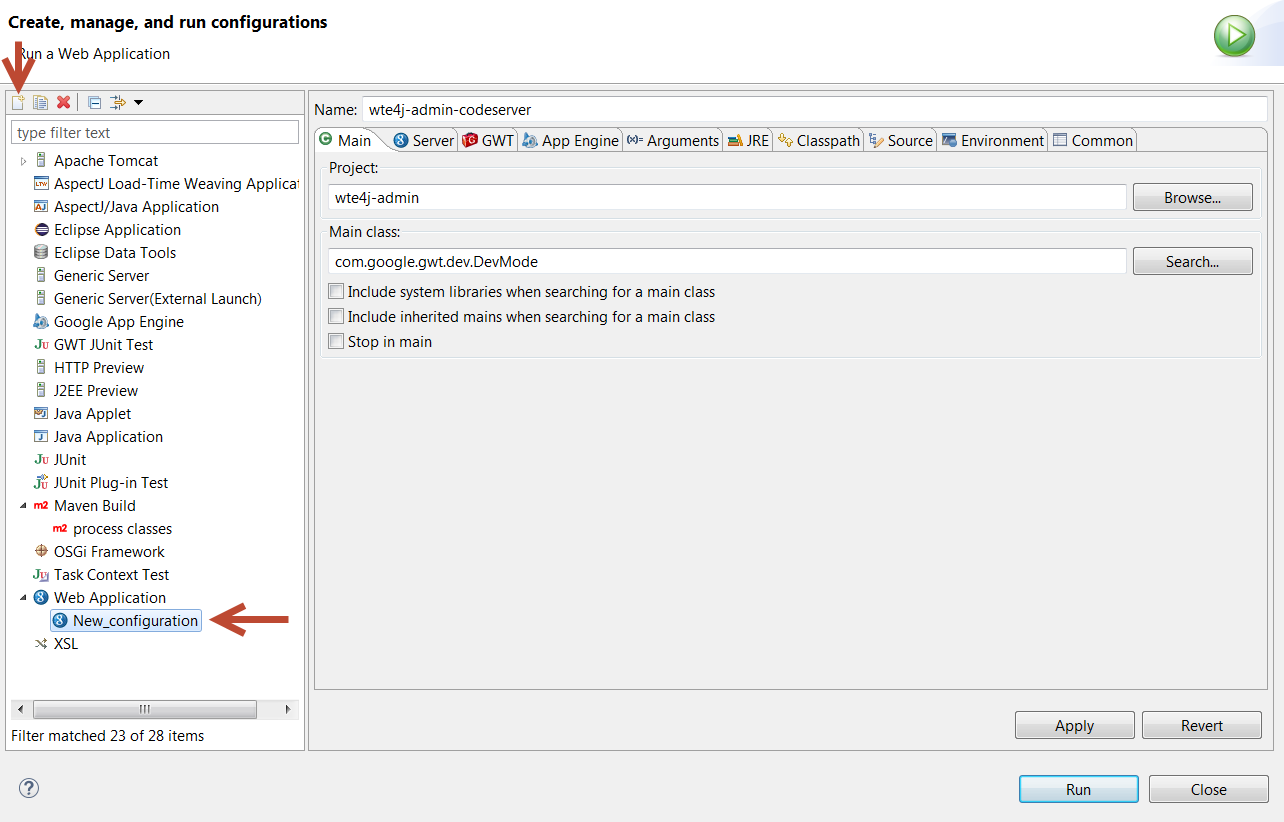 Create, manage, and run configurations
Run a Web Application
type filter text
Apache Tomcat
AspectJ Load-Time Weaving Applicat
AspectJ/Java Application
Eclipse Application
Eclipse Data Tools
Generic Server
Generic Server(External Launch)
Google App Engine
GWT JUnit Test
HTTP Preview
J2EE Preview
Java Applet
Java Application
JUnit
JUnit Plug-in Test
Maven Build
process classes
OSGi Framework
Task Context Test
Web Application
New_configuration
XSL
Filter matched 23 of 28 items
Name: wte4j-admin-codeserver
Main Server GWT App Engine Arguments JRE Classpath Source Environment Common
Project:
wte4j-admin Browse...
Main class:
com.google.gwt.dev.DevMode Search...
Include system libraries when searching for a main class
Include inherited mains when searching for a main class
Stop in main
Apply Revert
Run Close